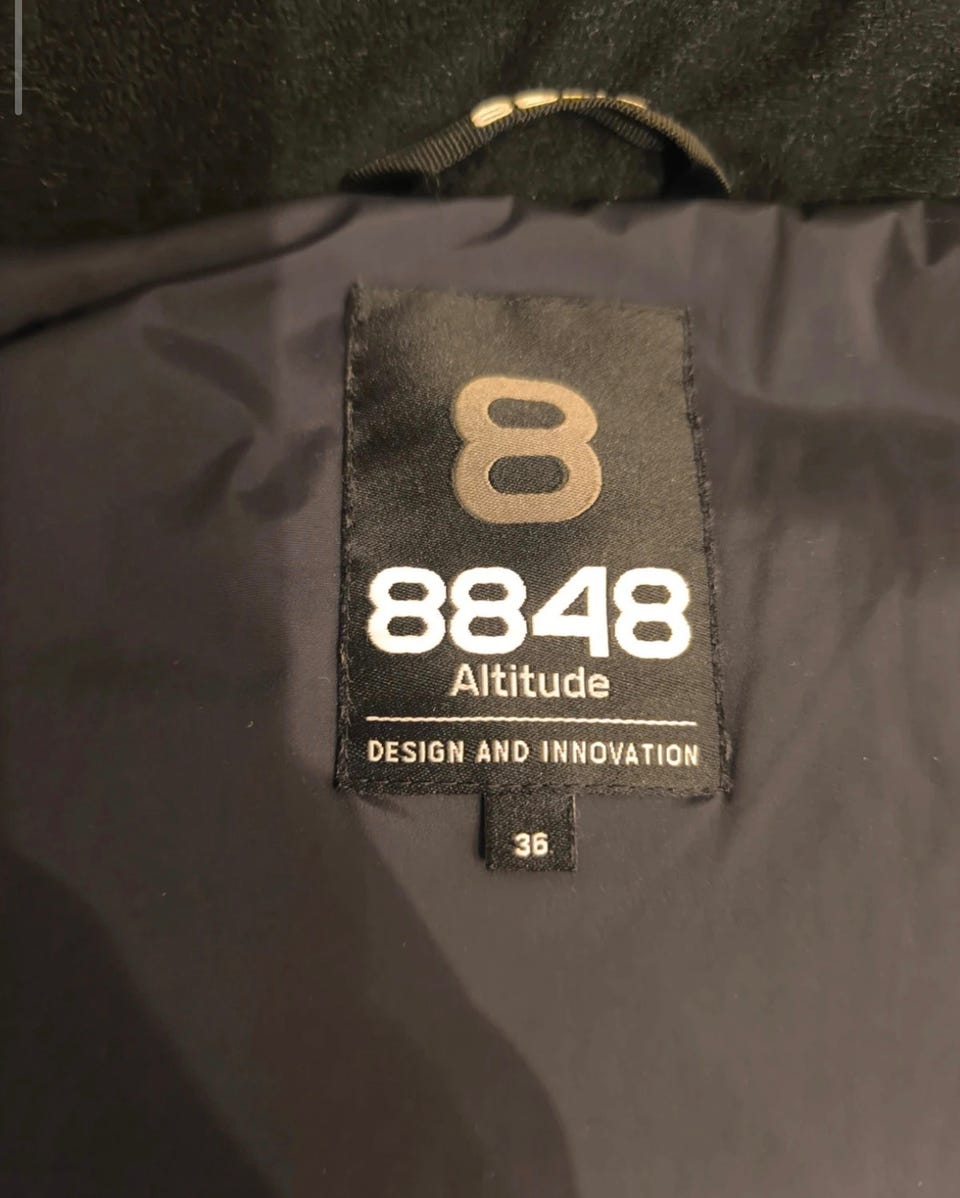 8
8848
Altitude
DESIGN AND INNOVATION
36